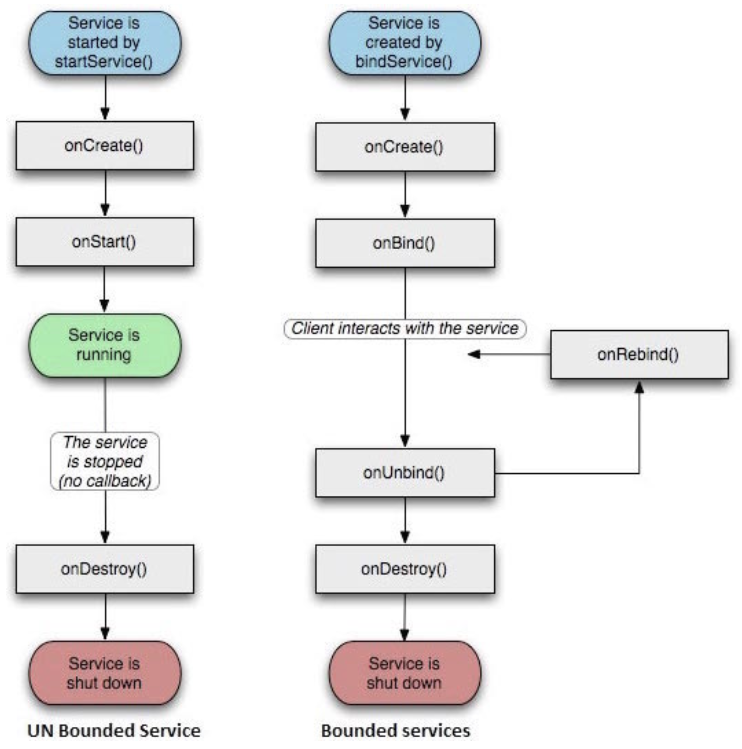 Service is
started by
startService()
onCreate()
onStart()
Service is
running
The service
is stopped
(no callback)
onDestroy()
Service is
shut down
UN Bounded Service
Service is
created by
bindService()
onCreate()
onBind()
Client interacts with the service
onRebind()
onUnbind()
onDestroy()
Service is
shut down
Bounded services